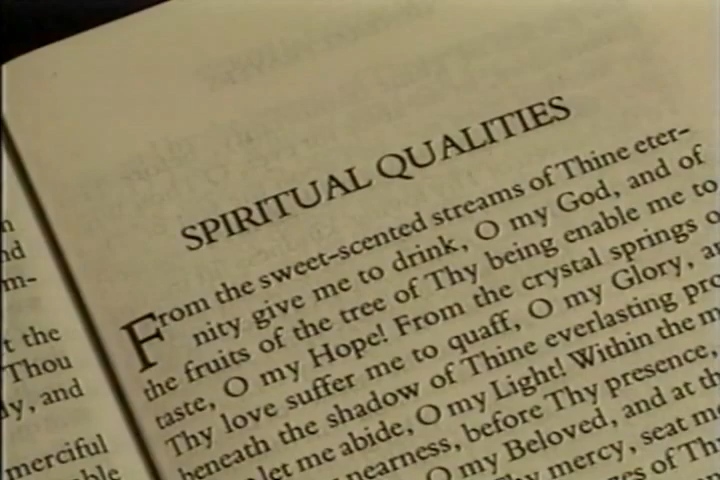 SPIRITUAL QUALITIES
From the sweet-scented streams of Thine eter-
nity give me to drink, O my God, and of
the fruits of the tree of Thy being enable me to
taste, O my Hope! From the crystal springs
Thy love suffer me to quaff, O my Glory,
beneath the shadow of Thine everlasting
let me abide, O my Light! Within the
nearness, before Thy presence,
O my Beloved, and at
mercy, seat
of
nd
m-
the
Thou
and
merciful